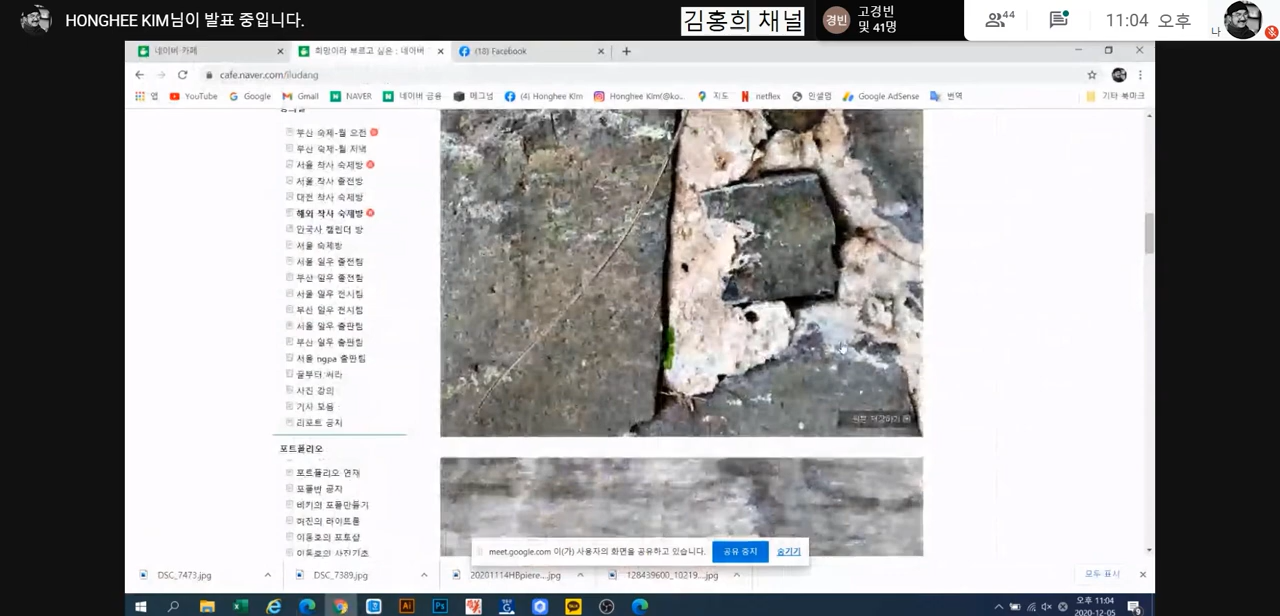 HONGHEE KIM님이 발표 중입니다.
김홍희 채널
경빈
고경빈 및 41명
44
11:04 오후
나
네이버 카페
희망이라 부르고 싶은 : 네이버
(18) Facebook
cafe.naver.com/iludang
앱
YouTube
Google
Gmail
NAVER
네이버 금융
메그넘
(4) Honghee Kim
Honghee Kim(@ko...
지도
netflex
인셀덤
Google AdSense
번역
기타 북마크
부산 숙제-월 오전
부산 숙제-월 저녁
서울 작사 숙제방
서울 작사 출전방
대전 작사 숙제방
해외 작사 숙제방
안국사 캘린더 방
서울 숙제방
서울 일우 출전팀
부산 일우 출전팀
서울 일우 전시팀
부산 일우 전시팀
서울 일우 출판팀
부산 일우 출판팀
서울 ngpa 출판팀
글부터 써라
사진 강의
기사 모음
리포트 공지
포트폴리오
포트폴리오 연재
포폴반 공지
비키의 포폴만들기
허진의 라이트룸
이동호의 포토샵
이동호의 사진기초
meet.google.com 이(가) 사용자의 화면을 공유하고 있습니다.
공유 중지
숨기기
DSC_7473.jpg
DSC_7389.jpg
20201114HBpiere....jpg
128439600_10219....jpg
모두 표시
오후 11:04
2020-12-05
9